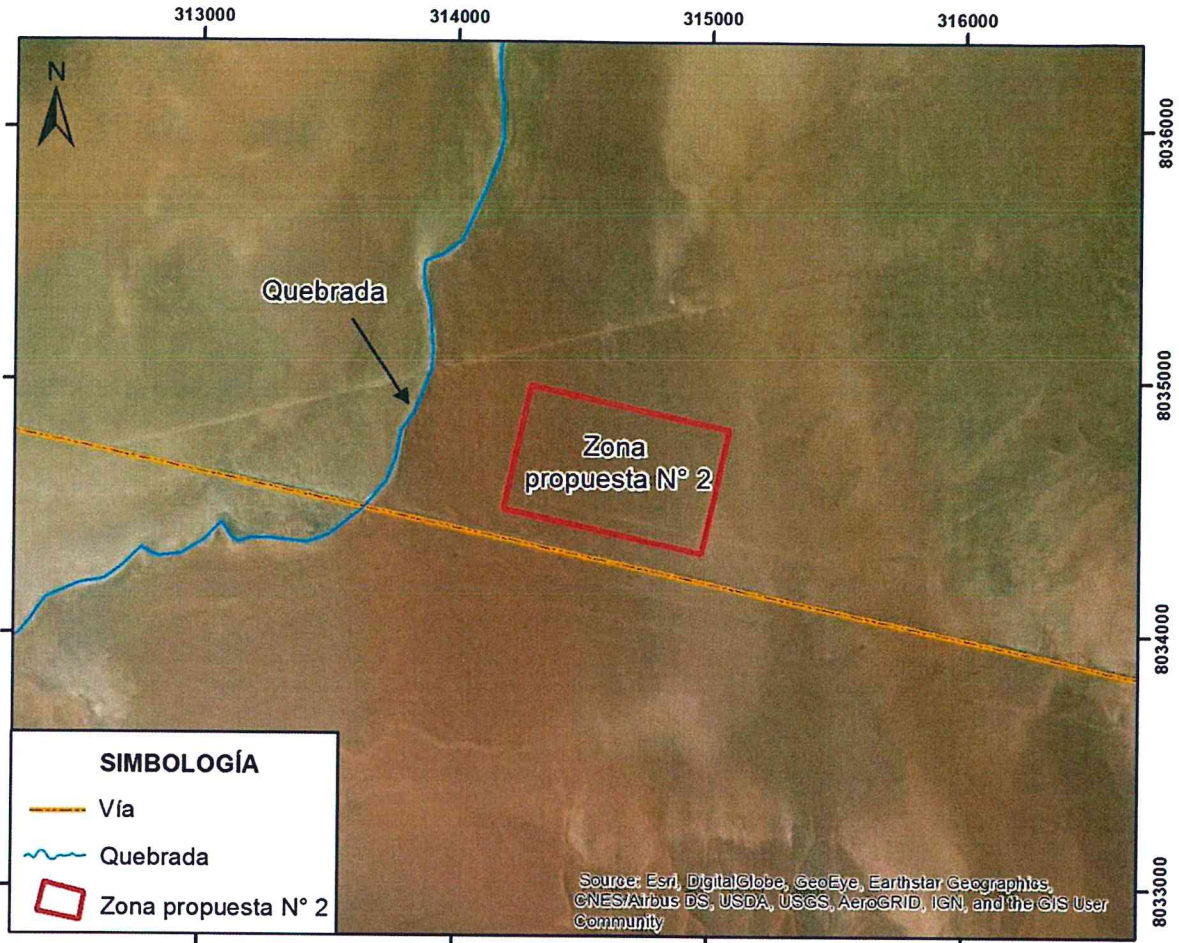 313000
314000
315000
316000
N
8036000
Quebrada
8035000
Zona
propuesta N° 2
8034000
SIMBOLOGÍA
Vía
Quebrada
Zona propuesta N° 2
Source: Esri, DigitalGlobe, GeoEye, Earthstar Geographics,
CNES/Airbus DS, USDA, USGS, AeroGRID, IGN, and the GIS User
Community
8033000